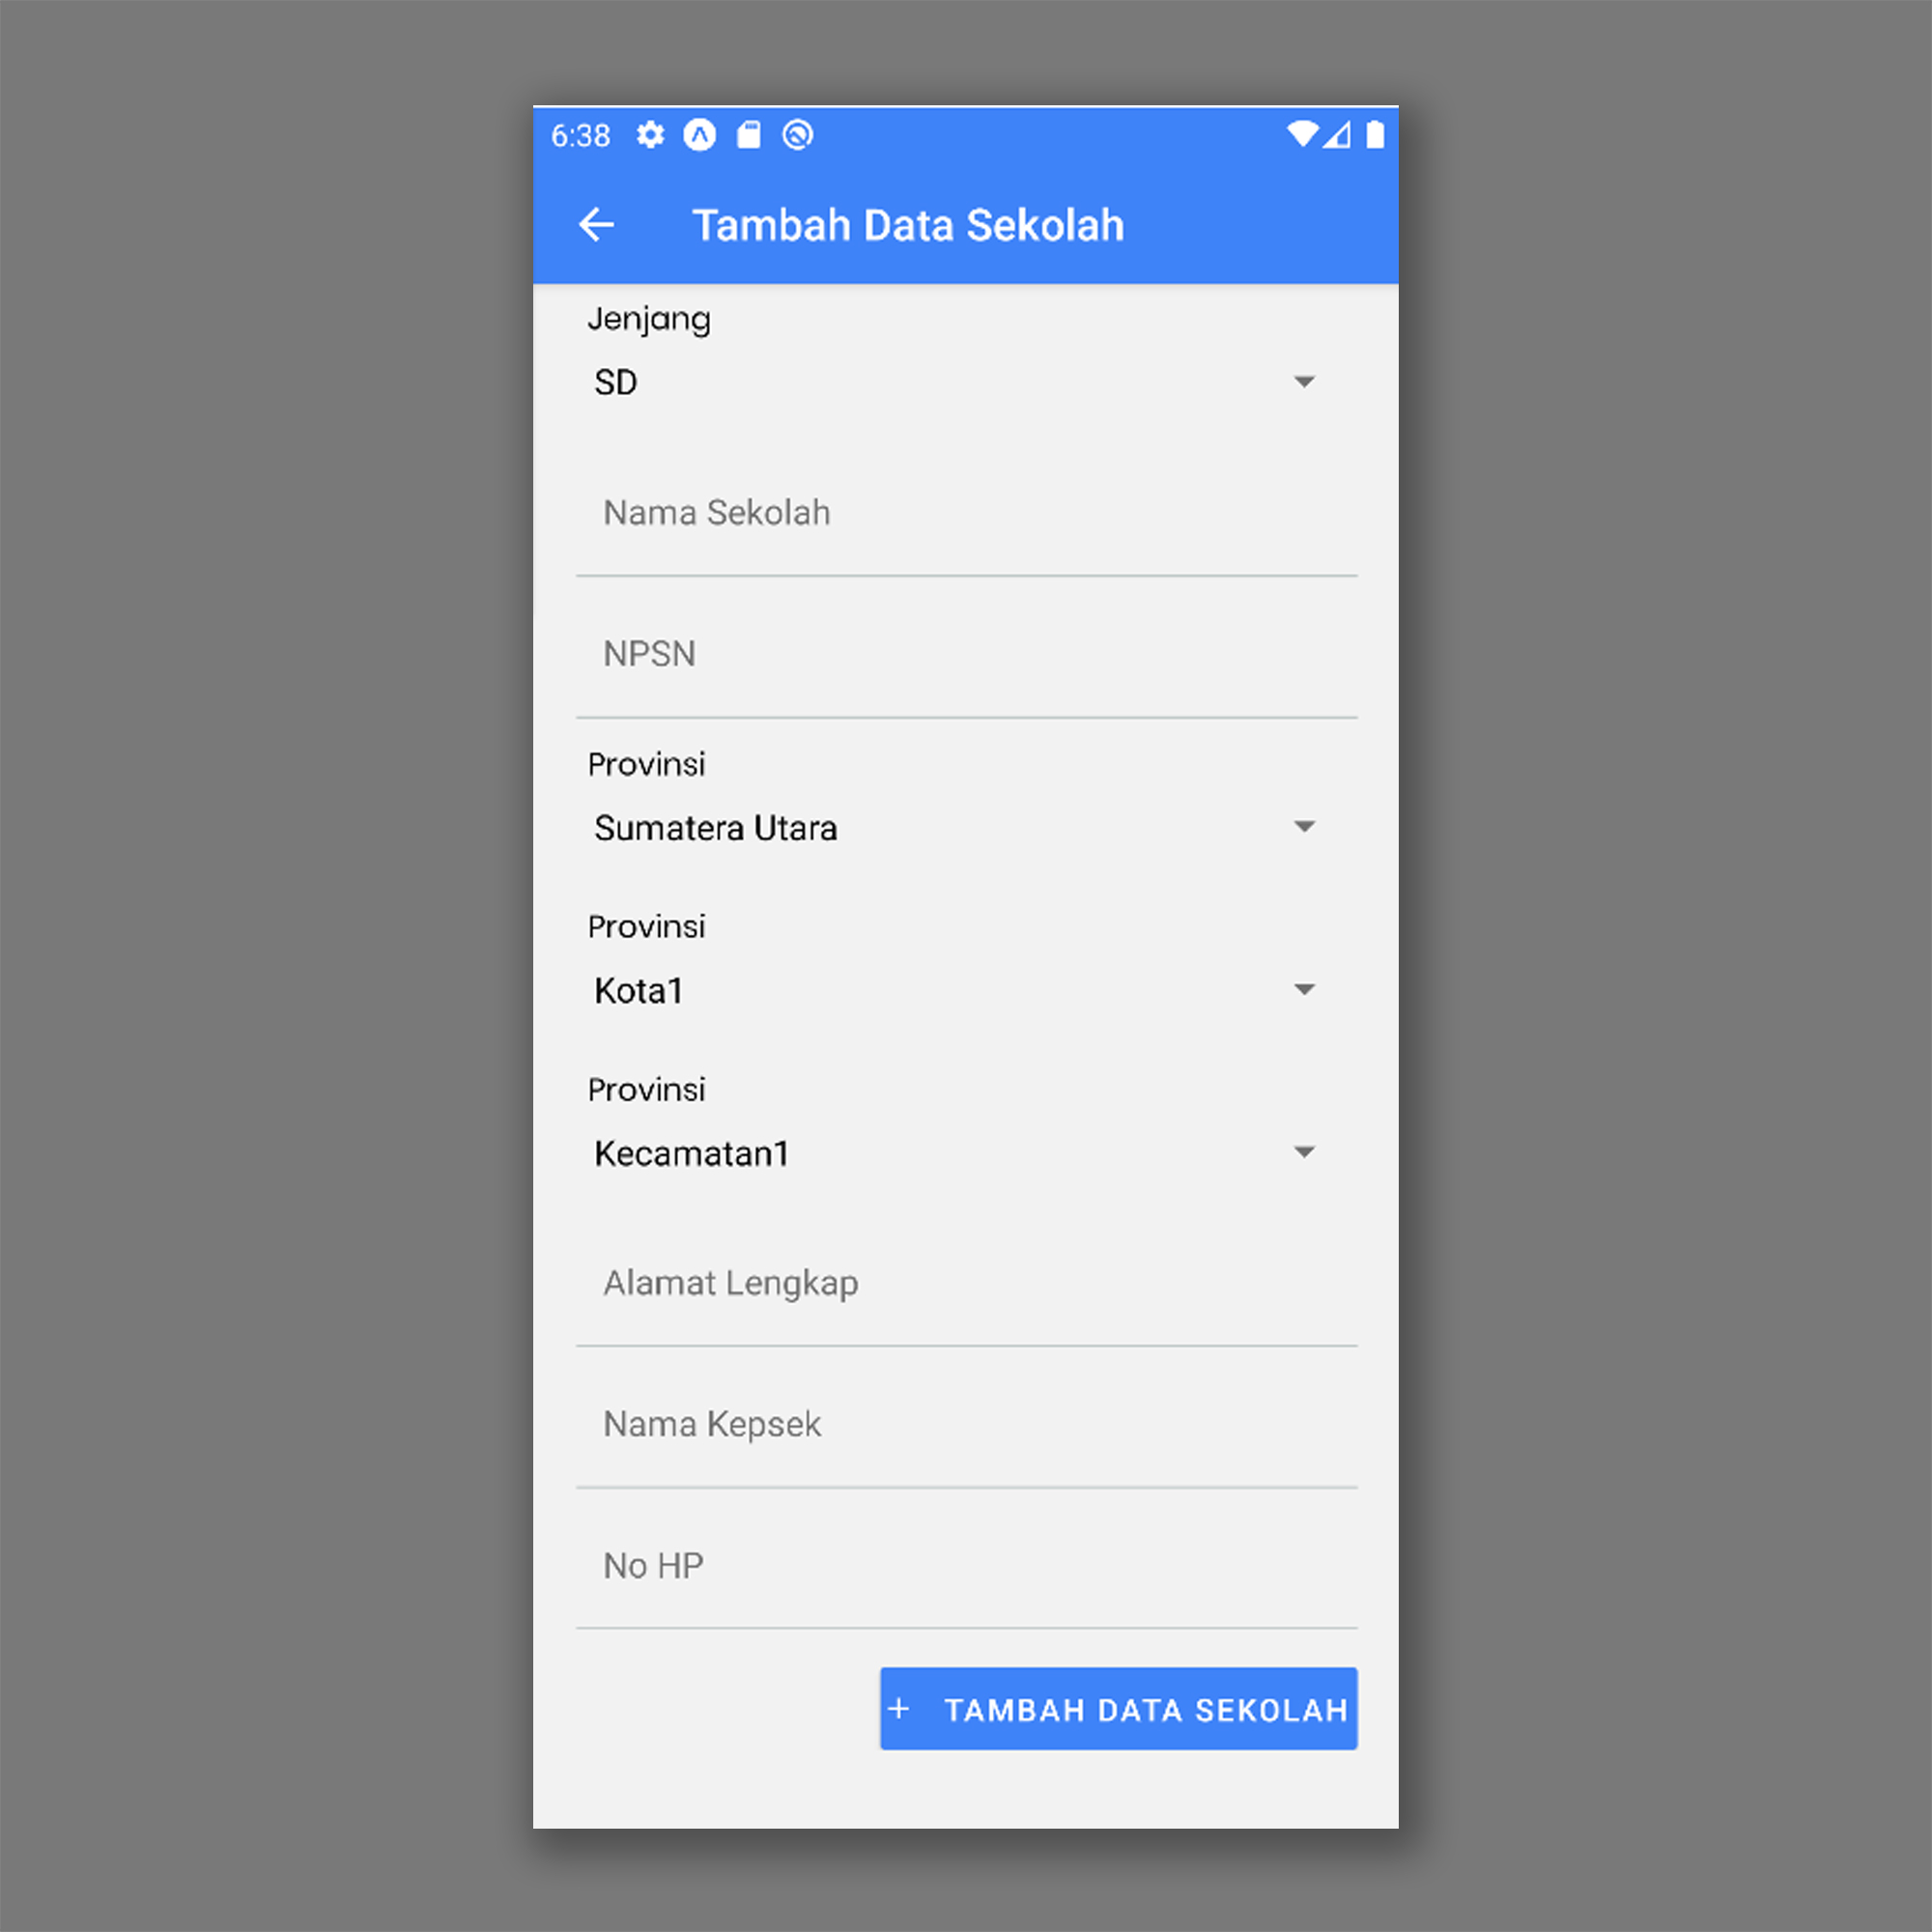 6:38
Tambah Data Sekolah
Jenjang
SD
Nama Sekolah
NPSN
Provinsi
Sumatera Utara
Provinsi
Kota1
Provinsi
Kecamatan1
Alamat Lengkap
Nama Kepsek
No HP
+ TAMBAH DATA SEKOLAH